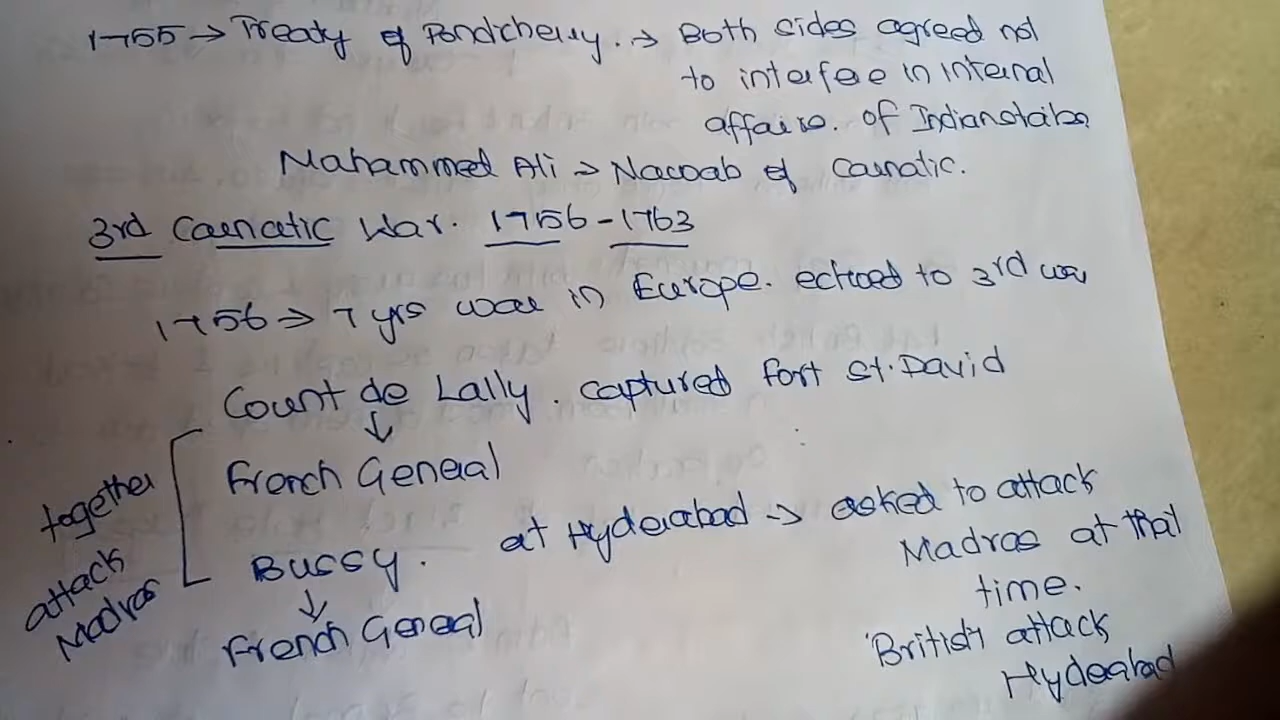 1755 → Treaty of Pondcherry. → Both sides agreed not
to interfee in internal
affairs. of Indian states
Mahammed Ali → Nawab of Carnatic.
3rd Carnatic War. 1756-1763
1756 → 7 yrs war in Europe. echoed to 3rd war
Count de Lally. captured fort St. David
↓
French General
together attack Madras
Bussy. at Hyderabad → asked to attack
Madras at that
time.
↓
French General
British attack
Hyderabad